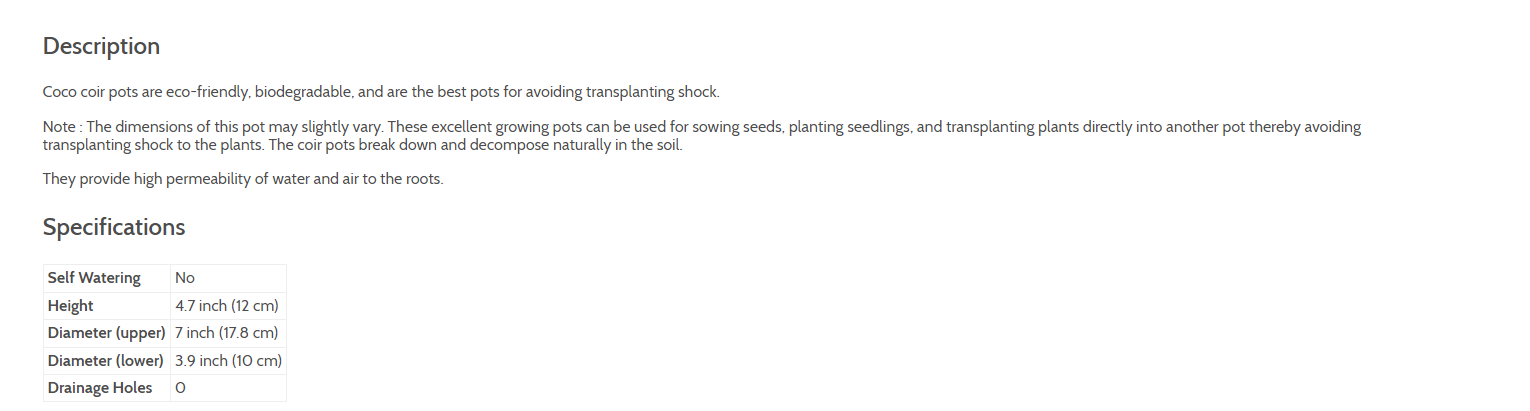 Description
Coco coir pots are eco-friendly, biodegradable, and are the best pots for avoiding transplanting shock.
Note : The dimensions of this pot may slightly vary. These excellent growing pots can be used for sowing seeds, planting seedlings, and transplanting plants directly into another pot thereby avoiding
transplanting shock to the plants. The coir pots break down and decompose naturally in the soil.
They provide high permeability of water and air to the roots.
Specifications
Self Watering No
Height 4.7 inch (12 cm)
Diameter (upper) 7 inch (17.8 cm)
Diameter (lower) 3.9 inch (10 cm)
Drainage Holes 0